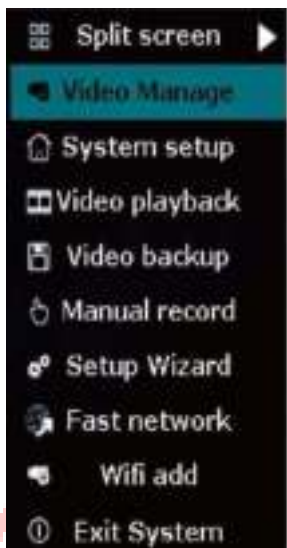 Split screen
Video Manage
System setup
Video playback
Video backup
Manual record
Setup Wizard
Fast network
Wifi add
Exit System